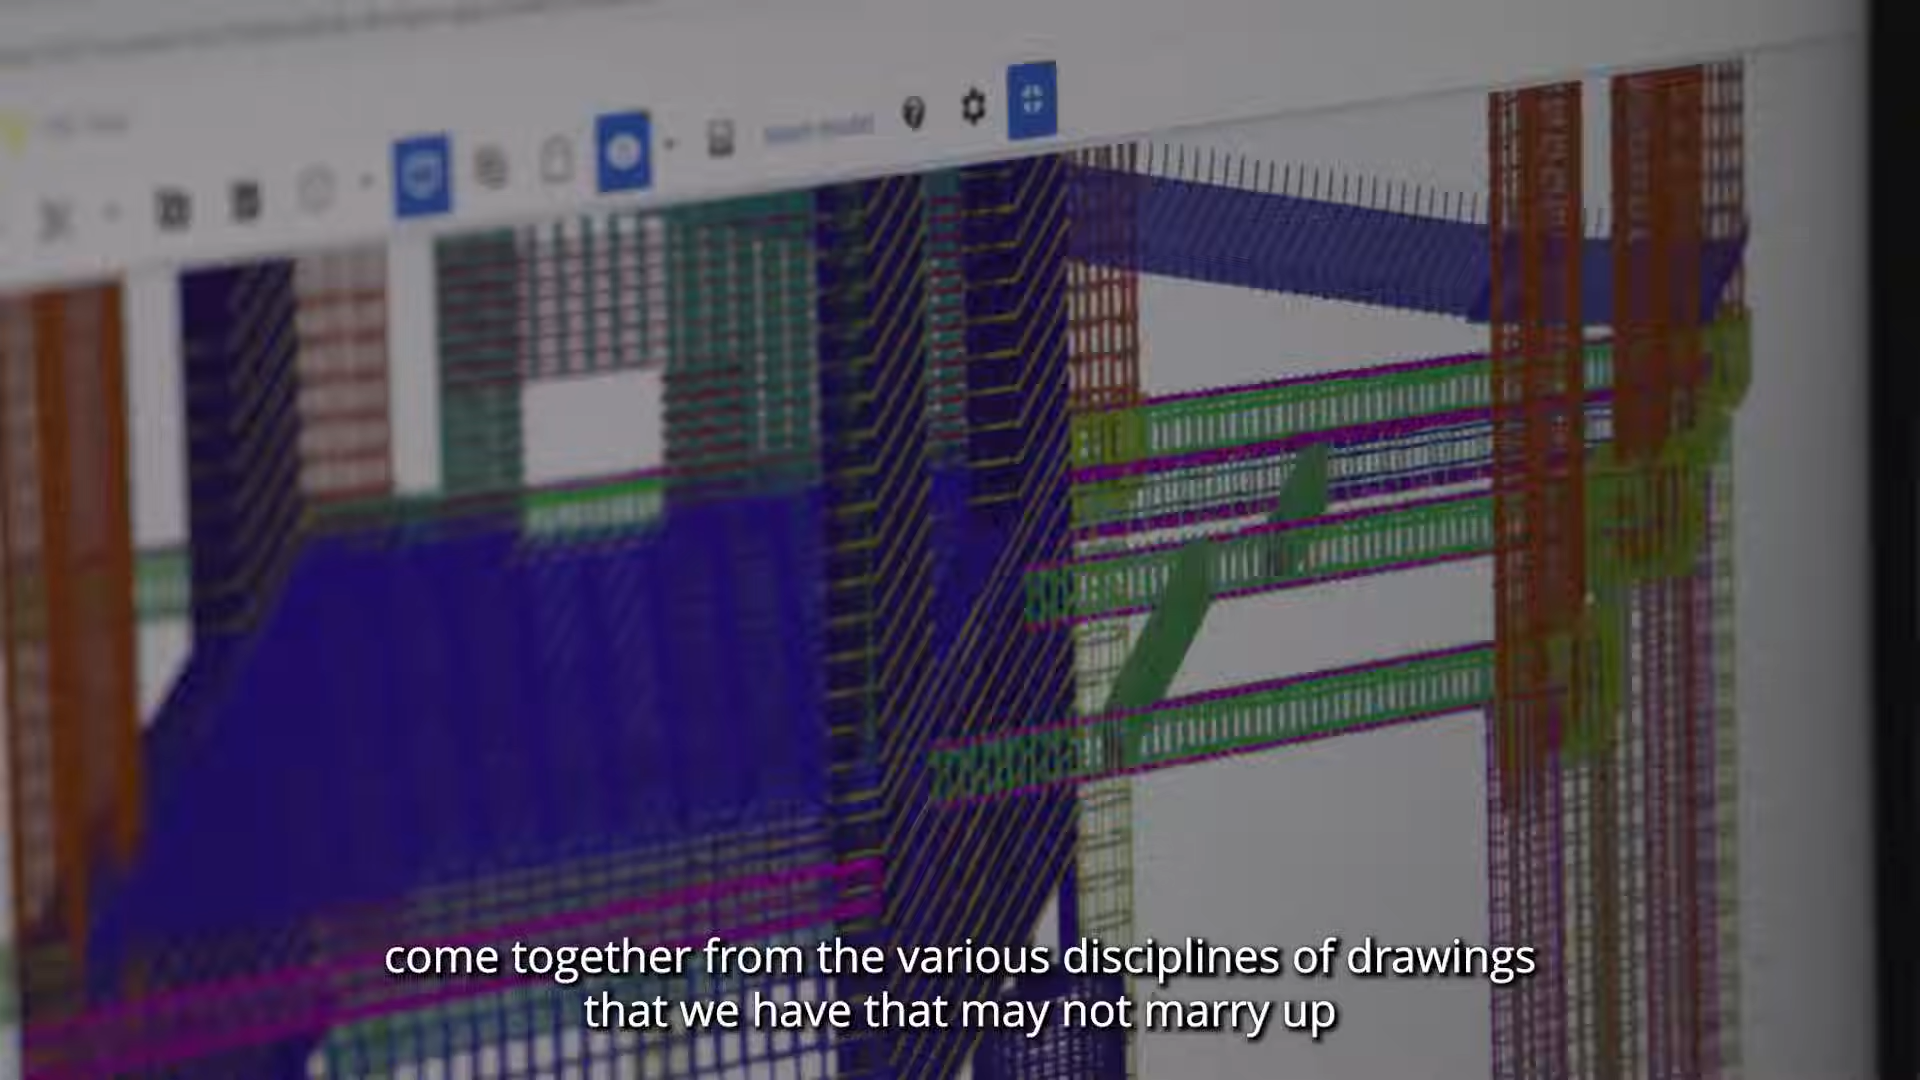 come together from the various disciplines of drawings
that we have that may not marry up